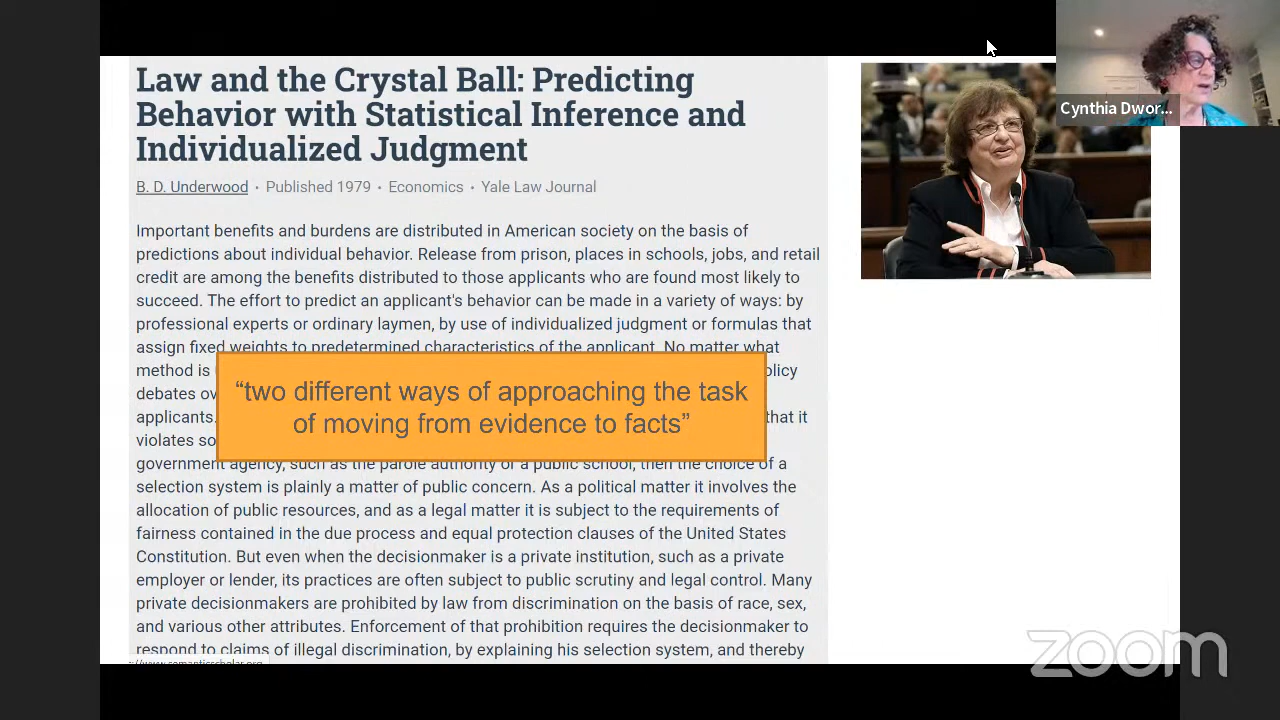 Law and the Crystal Ball: Predicting
Behavior with Statistical Inference and
Individualized Judgment
B. D. Underwood · Published 1979 · Economics · Yale Law Journal
Important benefits and burdens are distributed in American society on the basis of
predictions about individual behavior. Release from prison, places in schools, jobs, and retail
credit are among the benefits distributed to those applicants who are found most likely to
succeed. The effort to predict an applicant's behavior can be made in a variety of ways: by
professional experts or ordinary laymen, by use of individualized judgment or formulas that
assign fixed weights to predetermined characteristics of the applicant. No matter what
method is
debates
applicants.
that it
violates
“two different ways of approaching the task
of moving from evidence to facts”
government agency, such as the parole authority or a public school, then the choice of a
selection system is plainly a matter of public concern. As a political matter it involves the
allocation of public resources, and as a legal matter it is subject to the requirements of
fairness contained in the due process and equal protection clauses of the United States
Constitution. But even when the decisionmaker is a private institution, such as a private
employer or lender, its practices are often subject to public scrutiny and legal control. Many
private decisionmakers are prohibited by law from discrimination on the basis of race, sex,
and various other attributes. Enforcement of that prohibition requires the decisionmaker to
respond to claims of illegal discrimination, by explaining his selection system, and thereby
Cynthia Dwor...
zoom